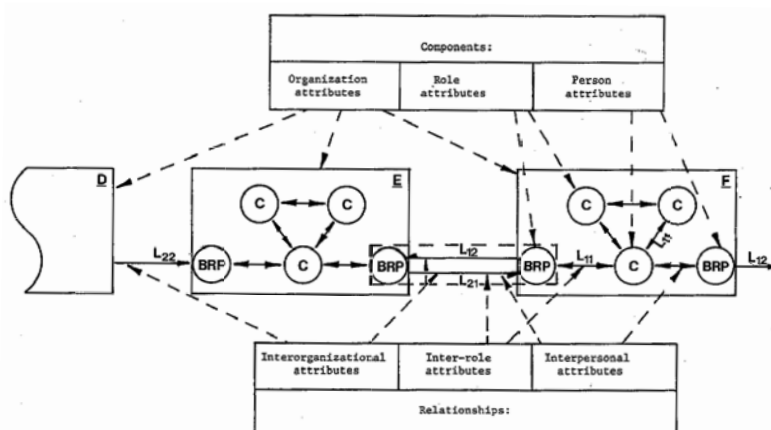 Components:
Organization attributes
Role attributes
Person attributes
D
E
F
C
C
C
C
L22
BRP
C
BRP
L12
L21
BRP
L11
C
L11
BRP
L12
Interorganizational attributes
Inter-role attributes
Interpersonal attributes
Relationships: